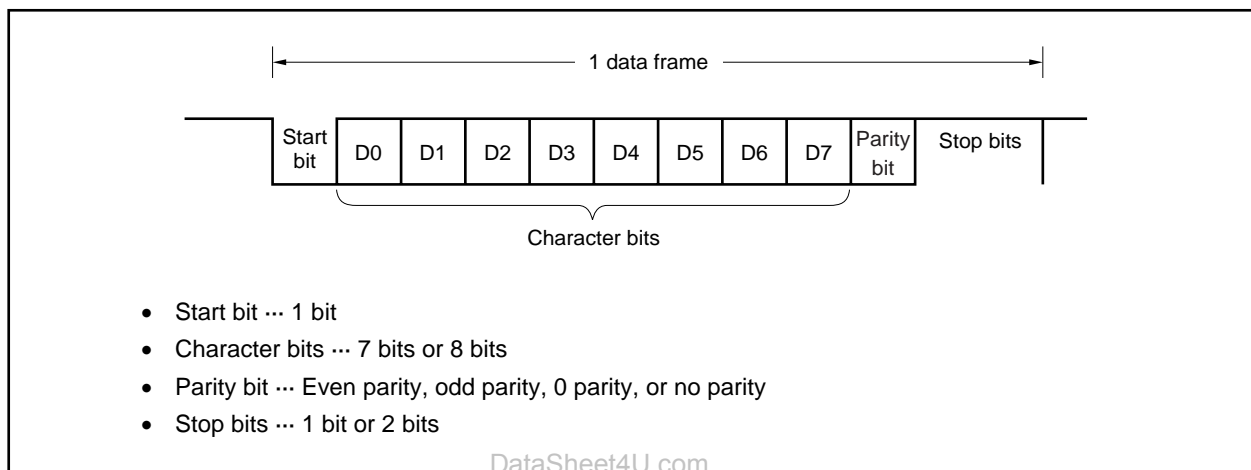 1 data frame
Start bit
D0 D1 D2 D3 D4 D5 D6 D7
Parity bit
Stop bits
Character bits
• Start bit ··· 1 bit
• Character bits ··· 7 bits or 8 bits
• Parity bit ··· Even parity, odd parity, 0 parity, or no parity
• Stop bits ··· 1 bit or 2 bits
DataSheet4U.com